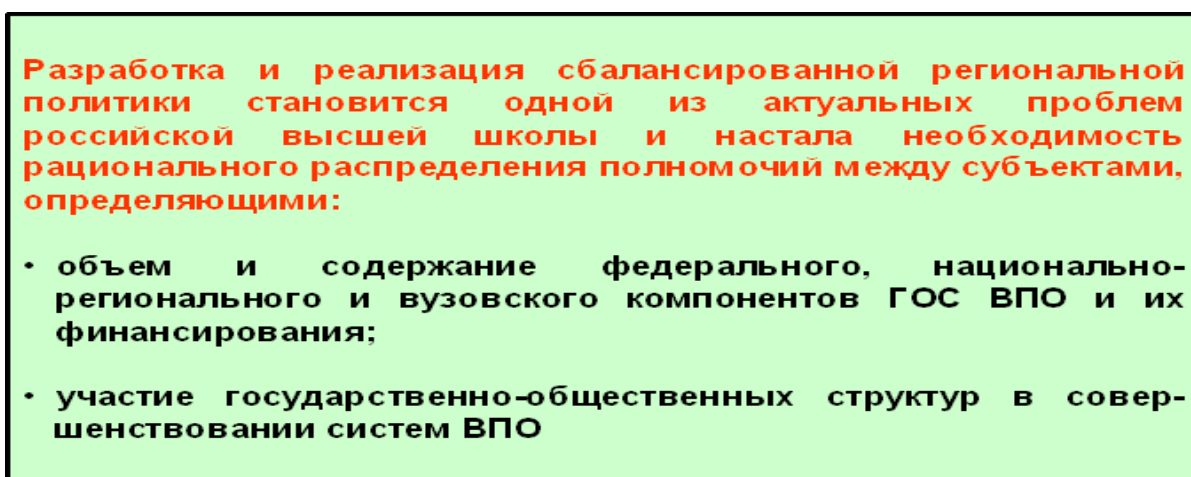 Разработка и реализация сбалансированной региональной
политики становится одной из актуальных проблем
российской высшей школы и настала необходимость
рационального распределения полномочий между субъектами,
определяющими:
• объем и содержание федерального, национально-
регионального и вузовского компонентов ГОС ВПО и их
финансирования;
• участие государственно-общественных структур в совер-
шенствовании систем ВПО